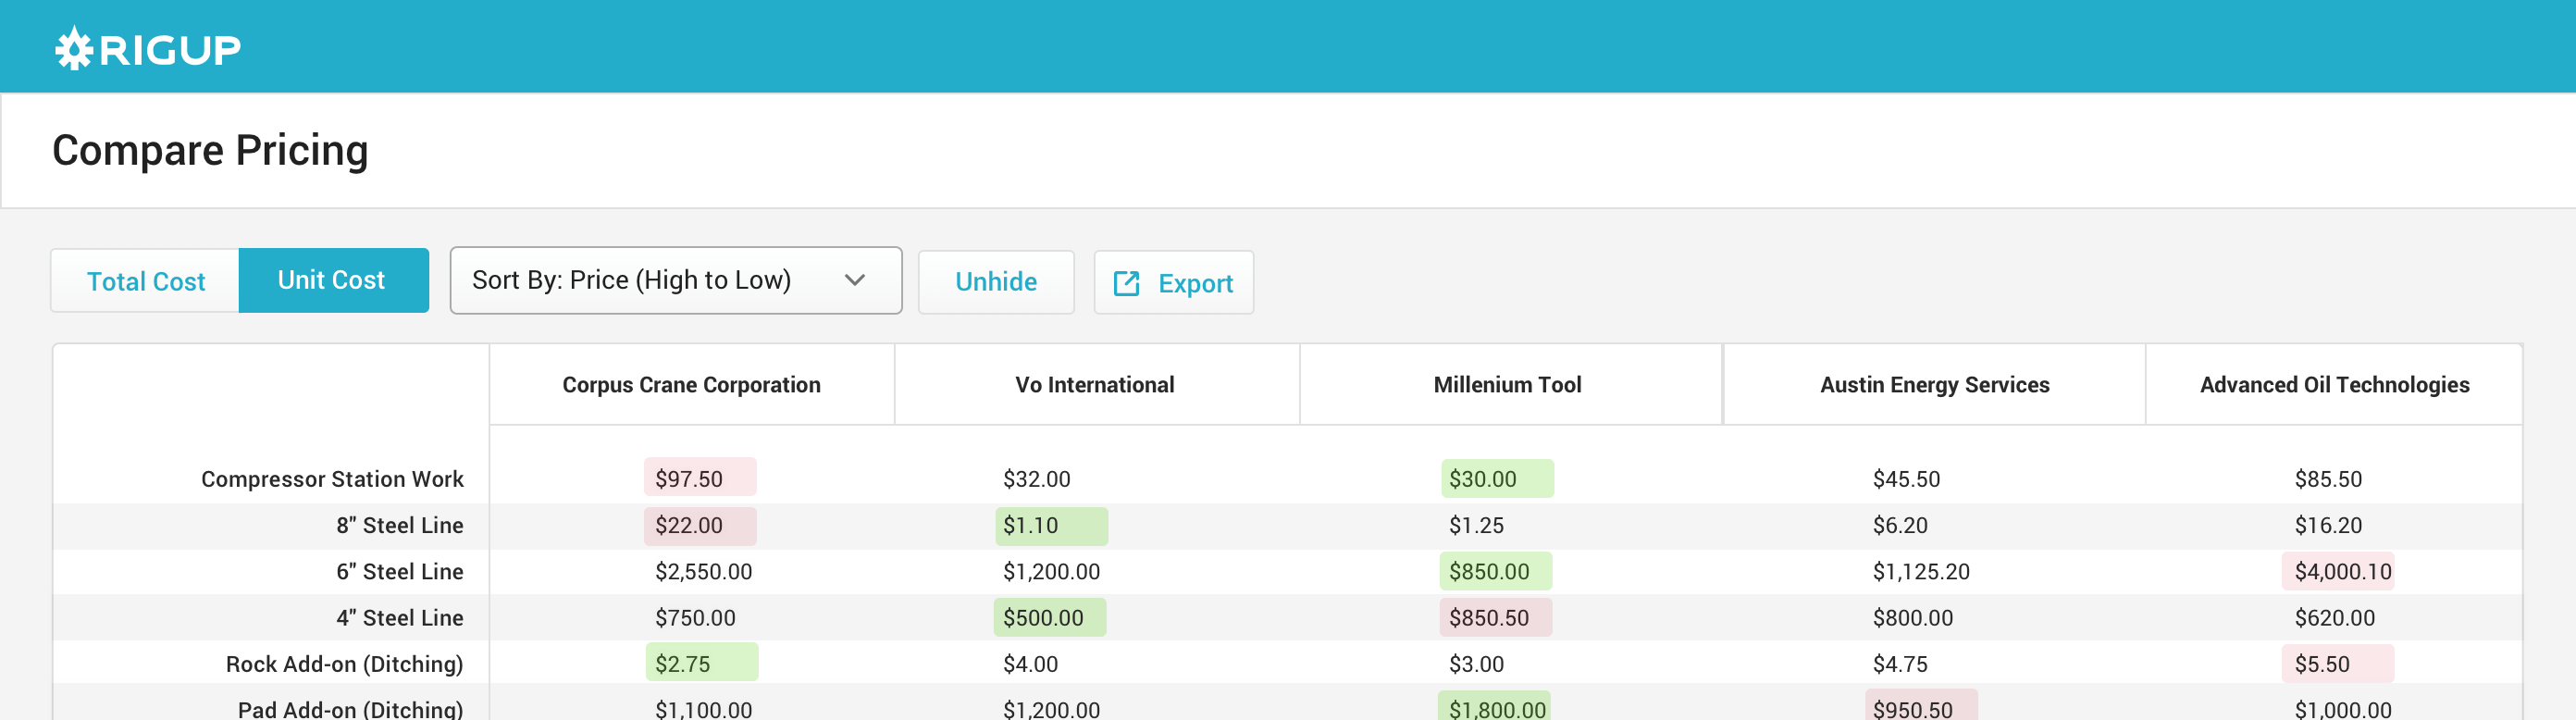 RIGUP
Compare Pricing
Total Cost Unit Cost Sort By: Price (High to Low) Unhide Export
Corpus Crane Corporation Vo International Millenium Tool Austin Energy Services Advanced Oil Technologies
Compressor Station Work $97.50 $32.00 $30.00 $45.50 $85.50
8" Steel Line $22.00 $1.10 $1.25 $6.20 $16.20
6" Steel Line $2,550.00 $1,200.00 $850.00 $1,125.20 $4,000.10
4" Steel Line $750.00 $500.00 $850.50 $800.00 $620.00
Rock Add-on (Ditching) $2.75 $4.00 $3.00 $4.75 $5.50
Pad Add-on (Ditching) $1,100.00 $1,200.00 $1,800.00 $950.50 $1,000.00